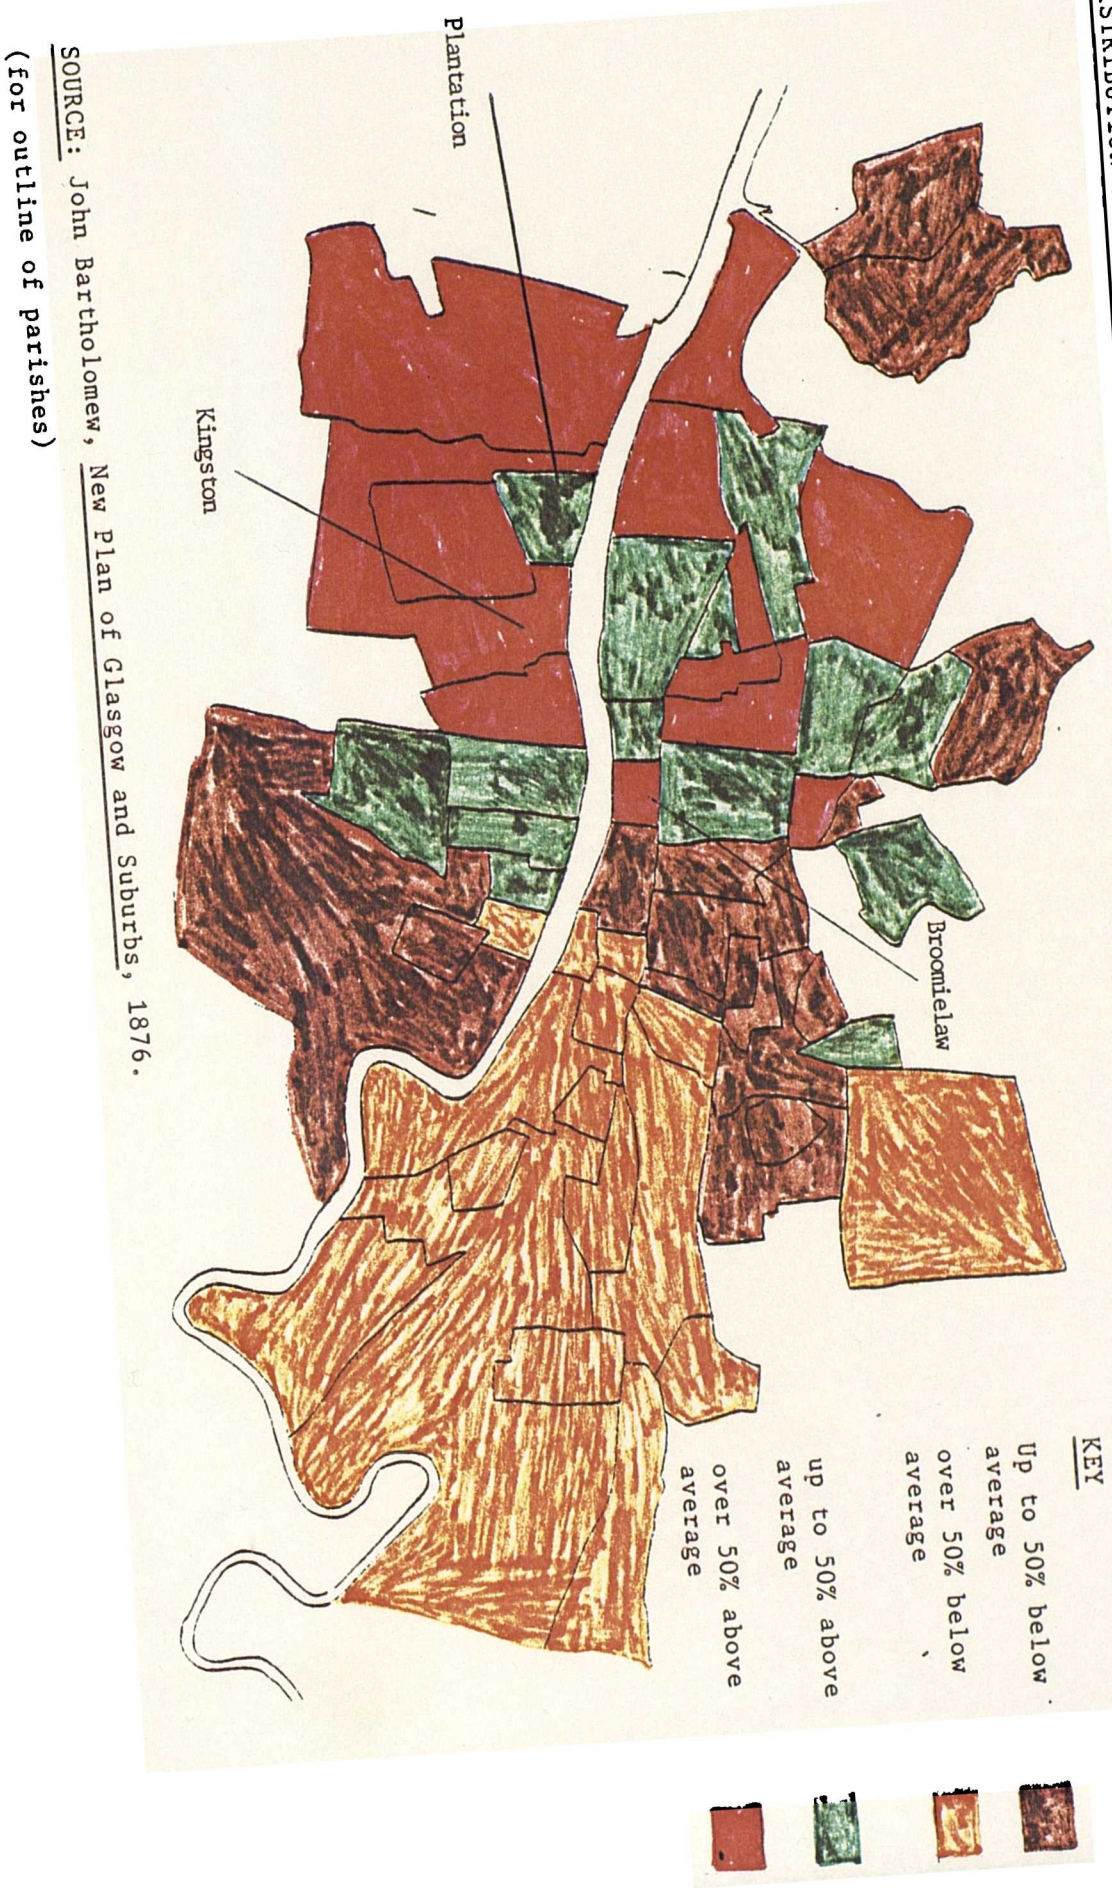 Plantation
Kingston
Broomielaw
KEY
Up to 50% below
average
over 50% below
average
up to 50% above
average
over 50% above
average
SOURCE: John Bartholomew, New Plan of Glasgow and Suburbs, 1876.
(for outline of parishes)